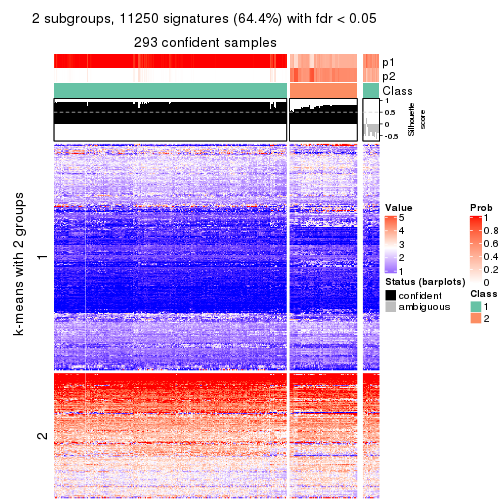 2 subgroups, 11250 signatures (64.4%) with fdr < 0.05
293 confident samples
p1
p2
Class
1
0.5
0
-0.5
Silhouette
score
k-means with 2 groups
1
2
Value
5
4
3
2
1
Status (barplots)
confident
ambiguous
Prob
1
0.8
0.6
0.4
0.2
0
Class
1
2